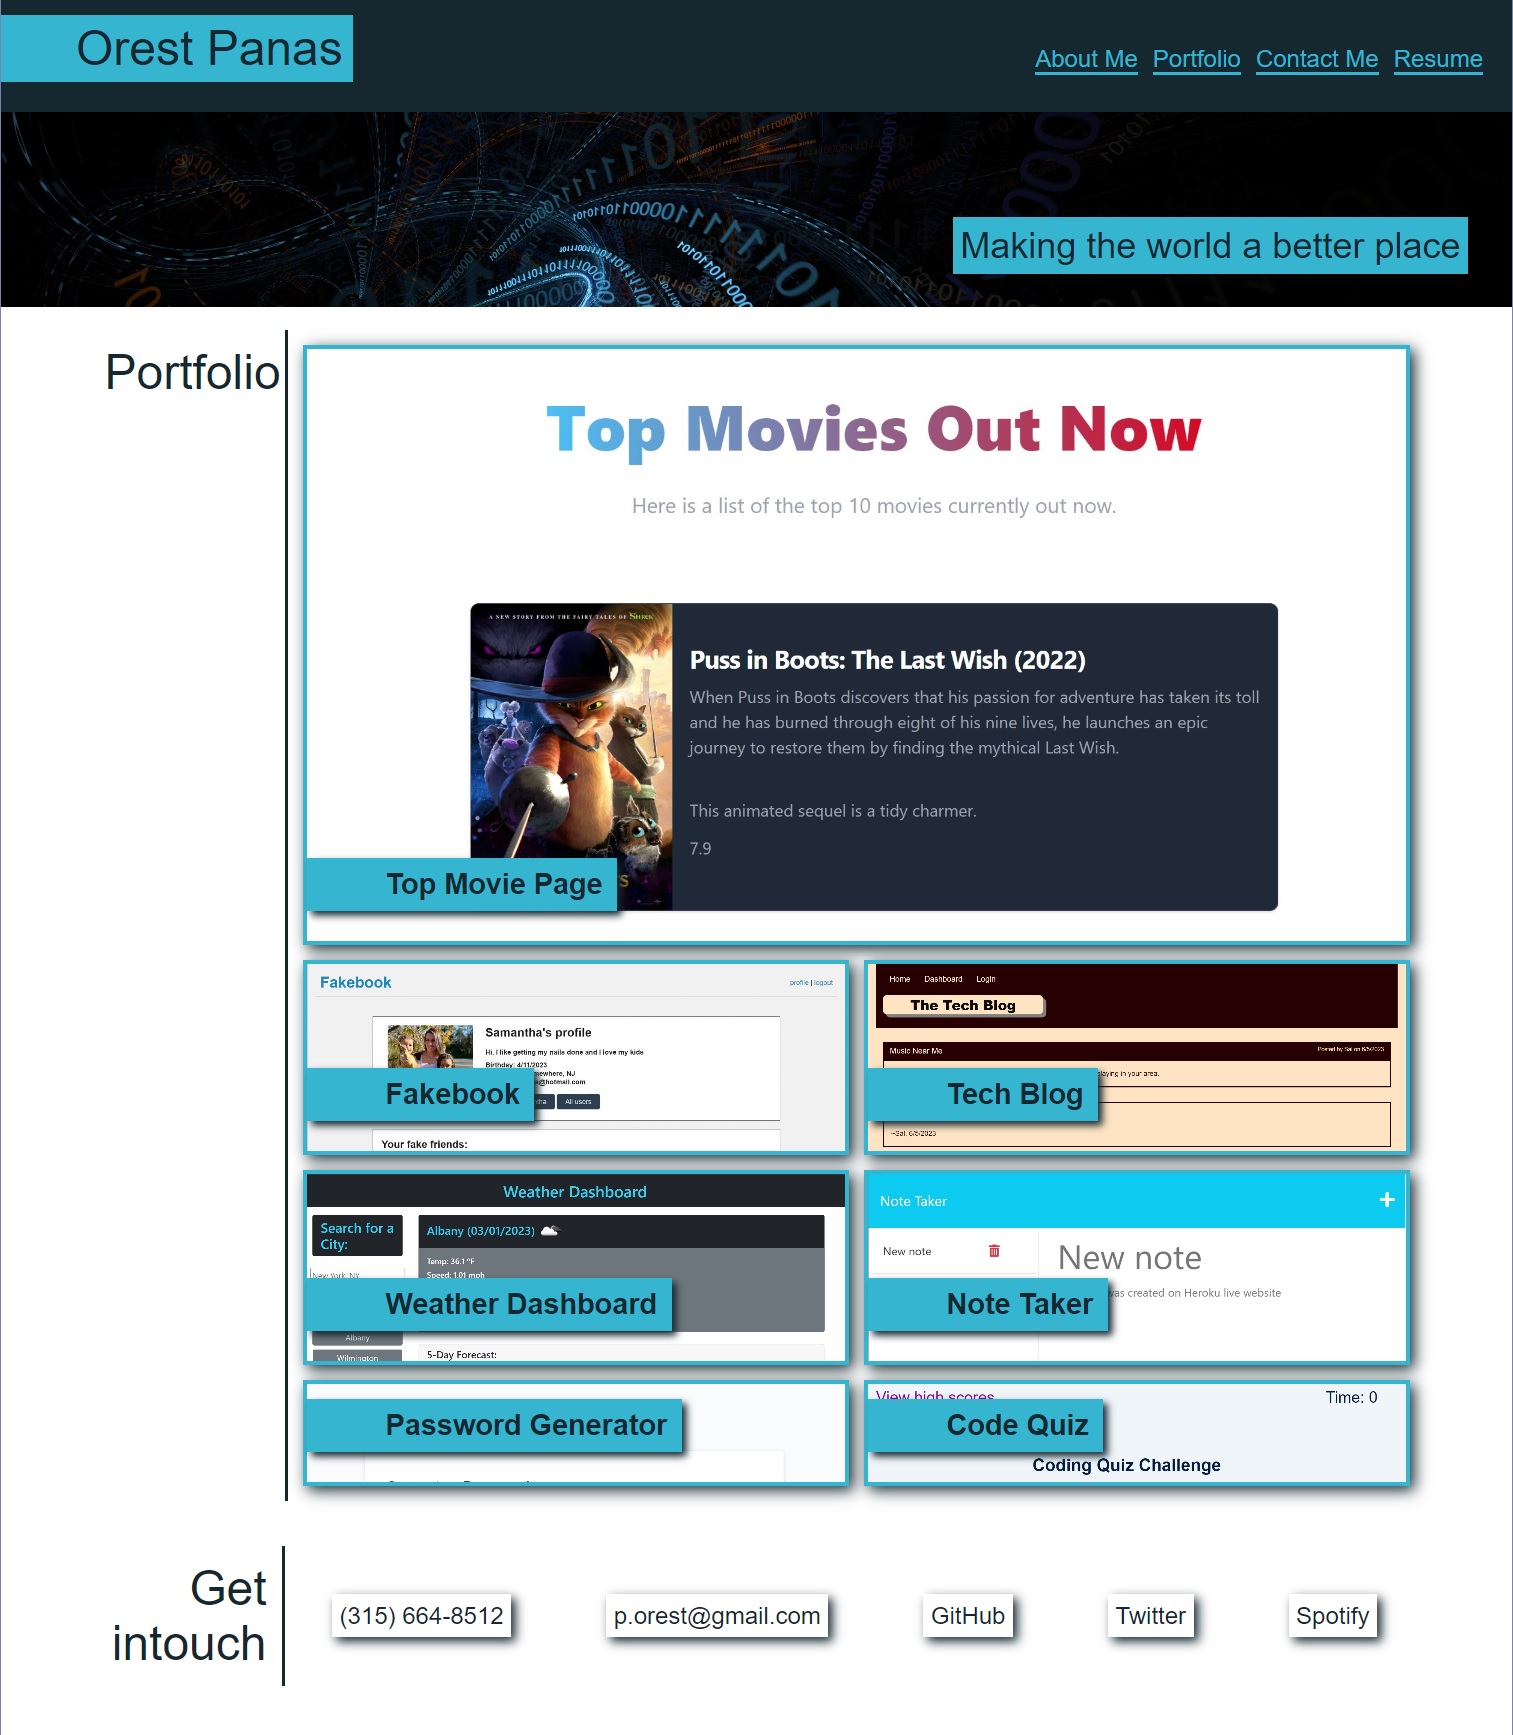 Orest Panas
About Me Portfolio Contact Me Resume
Making the world a better place
Portfolio
Top Movies Out Now
Here is a list of the top 10 movies currently out now.
A NEW STORY FROM THE FAIRY TALES OF SHREK
Puss in Boots: The Last Wish (2022)
When Puss in Boots discovers that his passion for adventure has taken its toll
and he has burned through eight of his nine lives, he launches an epic
journey to restore them by finding the mythical Last Wish.
This animated sequel is a tidy charmer.
7.9
Top Movie Page
Fakebook
profile | logout
Samantha's profile
Hi, I like getting my nails done and I love my kids
Birthday: 4/11/2023
NJ
All users
Fakebook
Your fake friends:
Home Dashboard Login
The Tech Blog
Music Near Me
Posted by Sal on 6/5/2023
in your area.
Tech Blog
~Sal. 6/5/2023
Weather Dashboard
Search for a
City:
Albany (03/01/2023)
Temp: 36.1 °F
Speed: 1.01 mph
New York, NY
Weather Dashboard
Albany
Wilmington
5-Day Forecast:
Note Taker
New note
New note
was created on Heroku live website
Note Taker
Password Generator
View high scores
Time: 0
Code Quiz
Coding Quiz Challenge
Get
intouch
(315) 664-8512
p.orest@gmail.com
GitHub
Twitter
Spotify